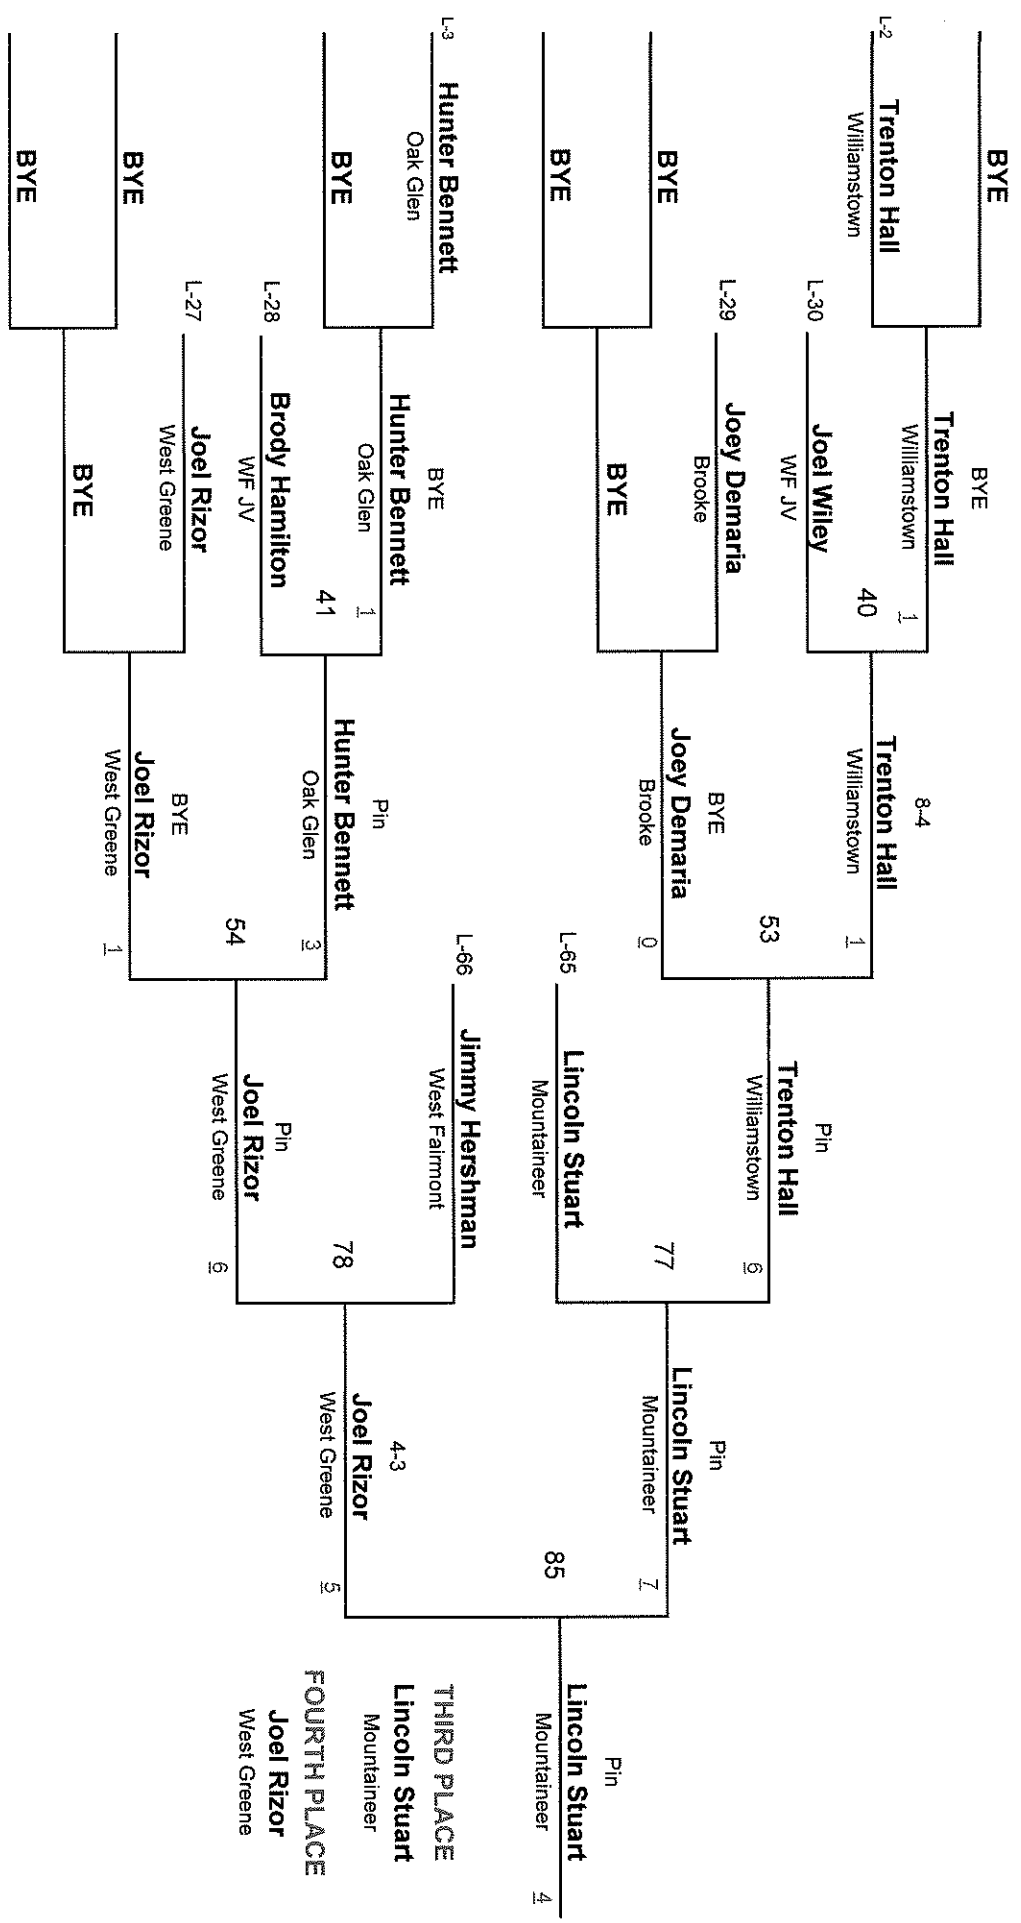 BYE
L-2
Trenton Hall
Williamstown
BYE
BYE
L-3
Hunter Bennett
Oak Glen
BYE
BYE
BYE
BYE
Trenton Hall
Williamstown
1
40
L-30
Joel Wiley
WF JV
L-29
Joey Demaria
Brooke
BYE
BYE
Hunter Bennett
Oak Glen
1
41
L-28
Brody Hamilton
WF JV
L-27
Joel Rizor
West Greene
BYE
8-4
Trenton Hall
Williamstown
1
53
BYE
Joey Demaria
Brooke
0
Pin
Hunter Bennett
Oak Glen
3
54
BYE
Joel Rizor
West Greene
1
Pin
Trenton Hall
Williamstown
6
77
L-65
Lincoln Stuart
Mountaineer
L-66
Jimmy Hershman
West Fairmont
78
Pin
Joel Rizor
West Greene
6
Pin
Lincoln Stuart
Mountaineer
7
85
4-3
Joel Rizor
West Greene
5
Pin
Lincoln Stuart
Mountaineer
4
THIRD PLACE
Lincoln Stuart
Mountaineer
FOURTH PLACE
Joel Rizor
West Greene